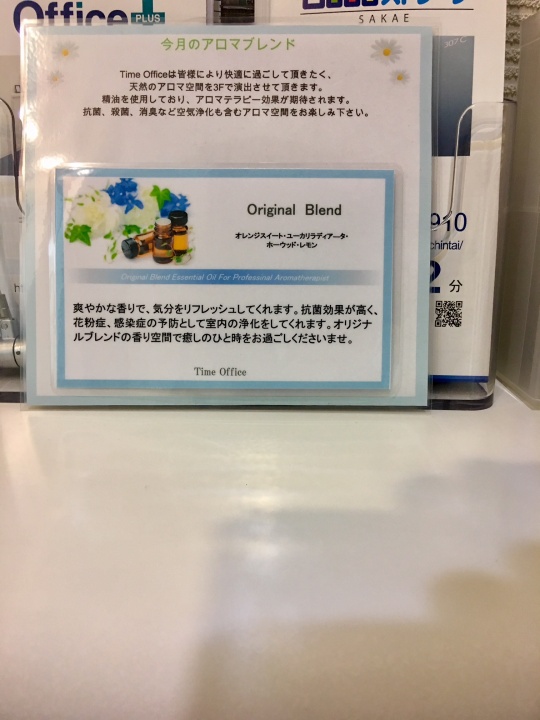 Office PLUS
SAKAE
今月のアロマブレンド
Time Officeは皆様により快適に過ごして頂きたく、
天然のアロマ空間を3Fで演出させて頂きます。
精油を使用しており、アロマテラピー効果が期待されます。
抗菌、殺菌、消臭など空気浄化も含むアロマ空間をお楽しみ下さい。
Original Blend
オレンジスイート・ユーカリラディアータ・
ホーウッド・レモン
Original Blend Essential Oil For Professinal Aromatherapist
爽やかな香りで、気分をリフレッシュしてくれます。抗菌効果が高く、
花粉症、感染症の予防として室内の浄化をしてくれます。オリジナ
ルブレンドの香り空間で癒しのひと時をお過ごしくださいませ。
Time Office
910
chintai/
2分